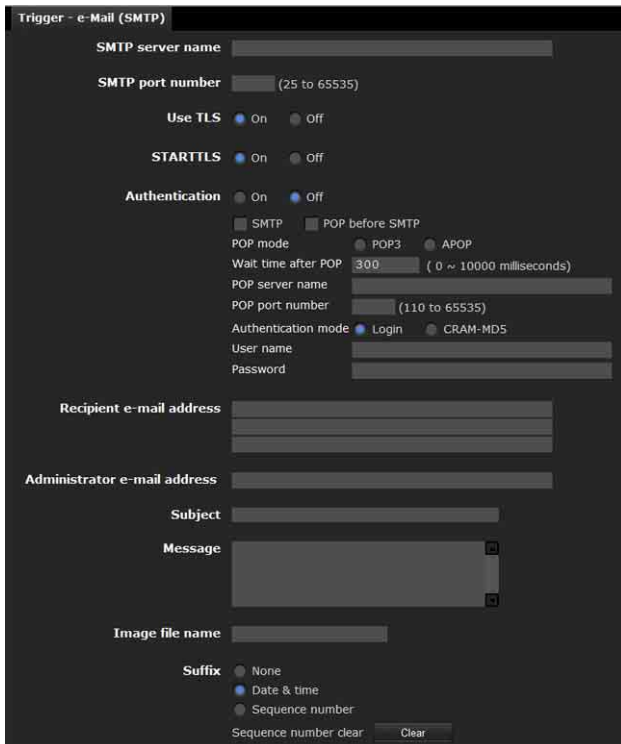 Trigger - e-Mail (SMTP)
SMTP server name
SMTP port number (25 to 65535)
Use TLS On Off
STARTTLS On Off
Authentication On Off
SMTP POP before SMTP
POP mode POP3 APOP
Wait time after POP 300 ( 0 ~ 10000 milliseconds)
POP server name
POP port number (110 to 65535)
Authentication mode Login CRAM-MD5
User name
Password
Recipient e-mail address
Administrator e-mail address
Subject
Message
Image file name
Suffix None
Date & time
Sequence number
Sequence number clear Clear